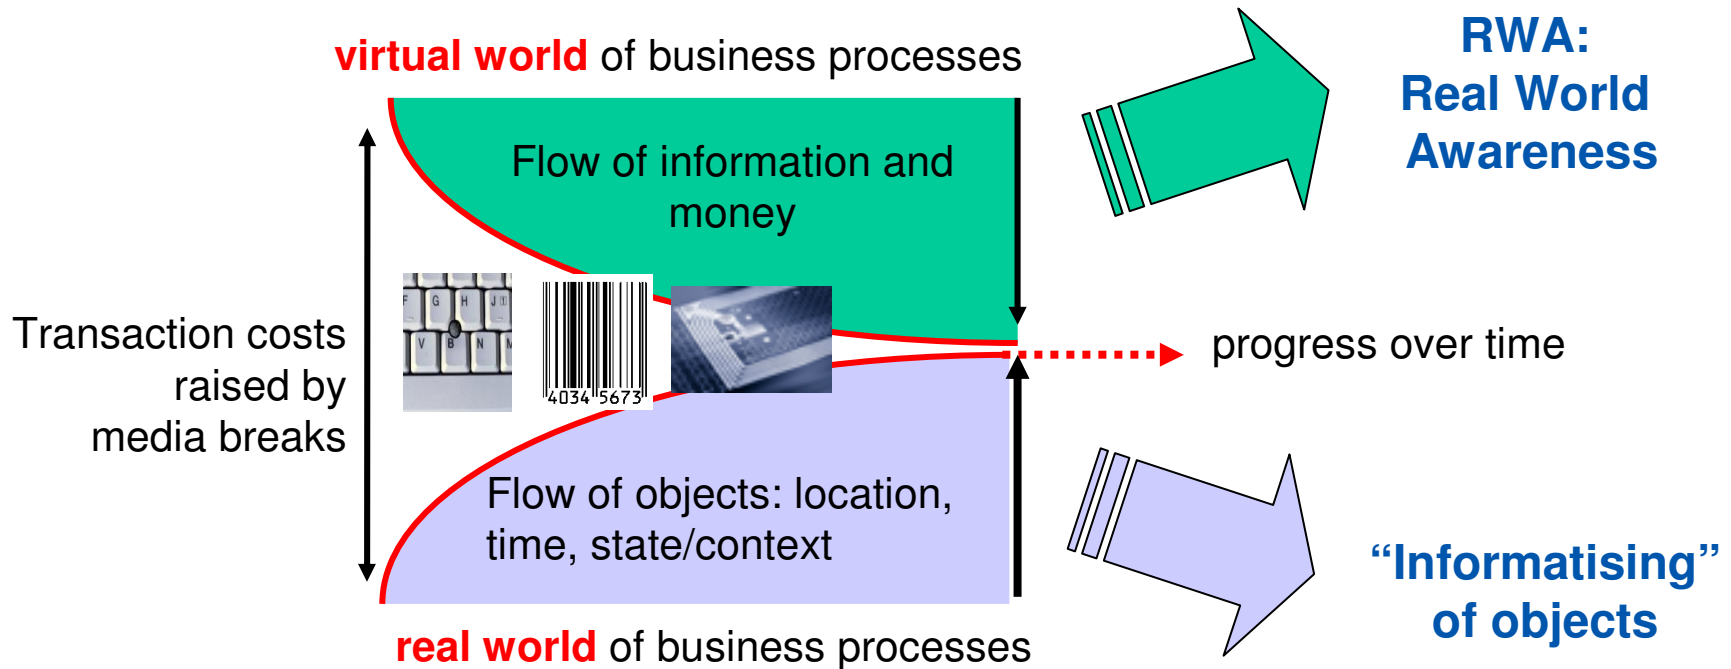 virtual world of business processes
RWA:
Real World
Awareness
Flow of information and
money
F G H J
V B N M
4034 5673
Transaction costs
raised by
media breaks
progress over time
Flow of objects: location,
time, state/context
“Informatising”
of objects
real world of business processes